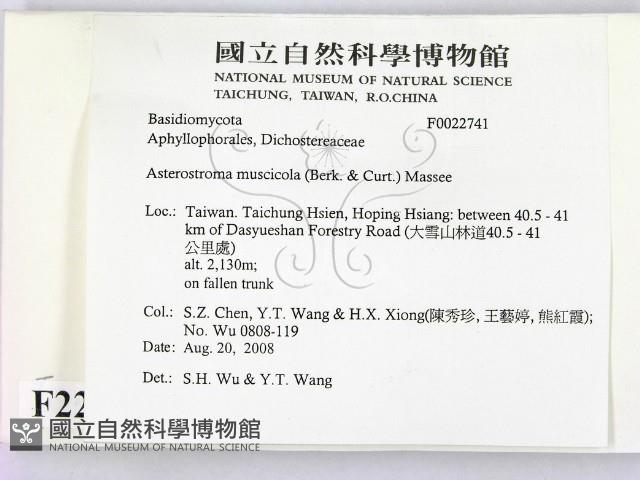 國立自然科學博物館
NATIONAL MUSEUM OF NATURAL SCIENCE
TAICHUNG, TAIWAN, R.O.CHINA
Basidiomycota F0022741
Aphyllophorales, Dichostereaceae
Asterostroma muscicola (Berk. & Curt.) Massee
Loc.: Taiwan. Taichung Hsien, Hoping Hsiang: between 40.5 - 41
km of Dasyueshan Forestry Road (大雪山林道40.5 - 41
公里處)
alt. 2,130m;
on fallen trunk
Col.: S.Z. Chen, Y.T. Wang & H.X. Xiong(陳秀珍, 王藝婷, 熊紅霞);
No. Wu 0808-119
Date: Aug. 20, 2008
Det.: S.H. Wu & Y.T. Wang
F22
國立自然科學博物館
NATIONAL MUSEUM OF NATURAL SCIENCE